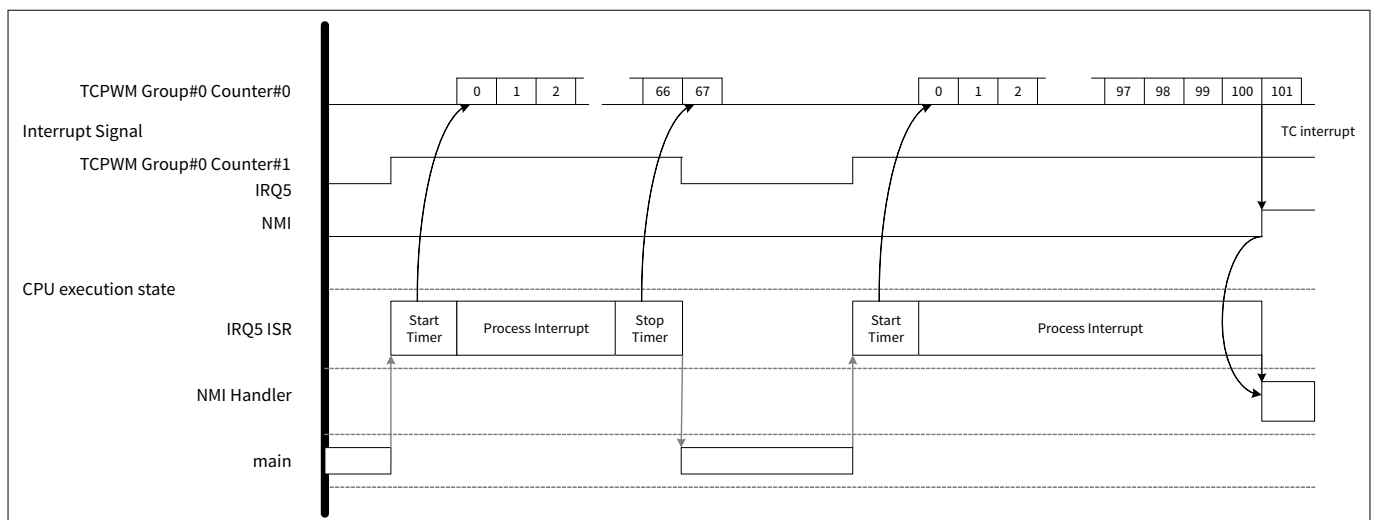 TCPWM Group#0 Counter#0
0 1 2 66 67 0 1 2 97 98 99 100 101
Interrupt Signal
TC interrupt
TCPWM Group#0 Counter#1
IRQ5
NMI
CPU execution state
IRQ5 ISR
Start
Timer
Process Interrupt
Stop
Timer
Start
Timer
Process Interrupt
NMI Handler
main